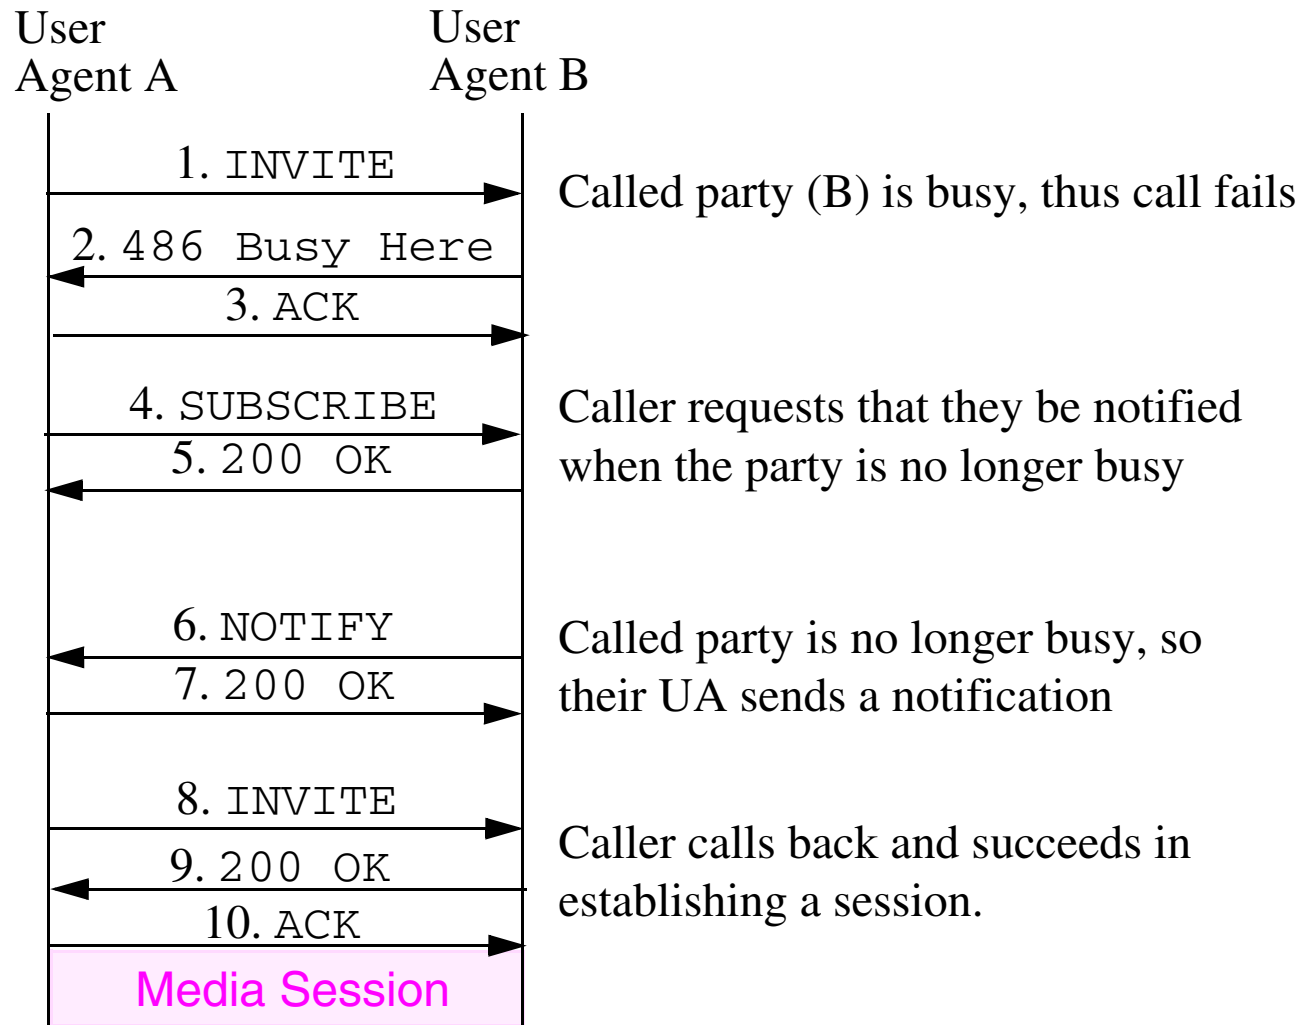 User
Agent A
User
Agent B
1. INVITE
Called party (B) is busy, thus call fails
2. 486 Busy Here
3. ACK
4. SUBSCRIBE
Caller requests that they be notified
5. 200 OK
when the party is no longer busy
6. NOTIFY
Called party is no longer busy, so
7. 200 OK
their UA sends a notification
8. INVITE
Caller calls back and succeeds in
9. 200 OK
establishing a session.
10. ACK
Media Session